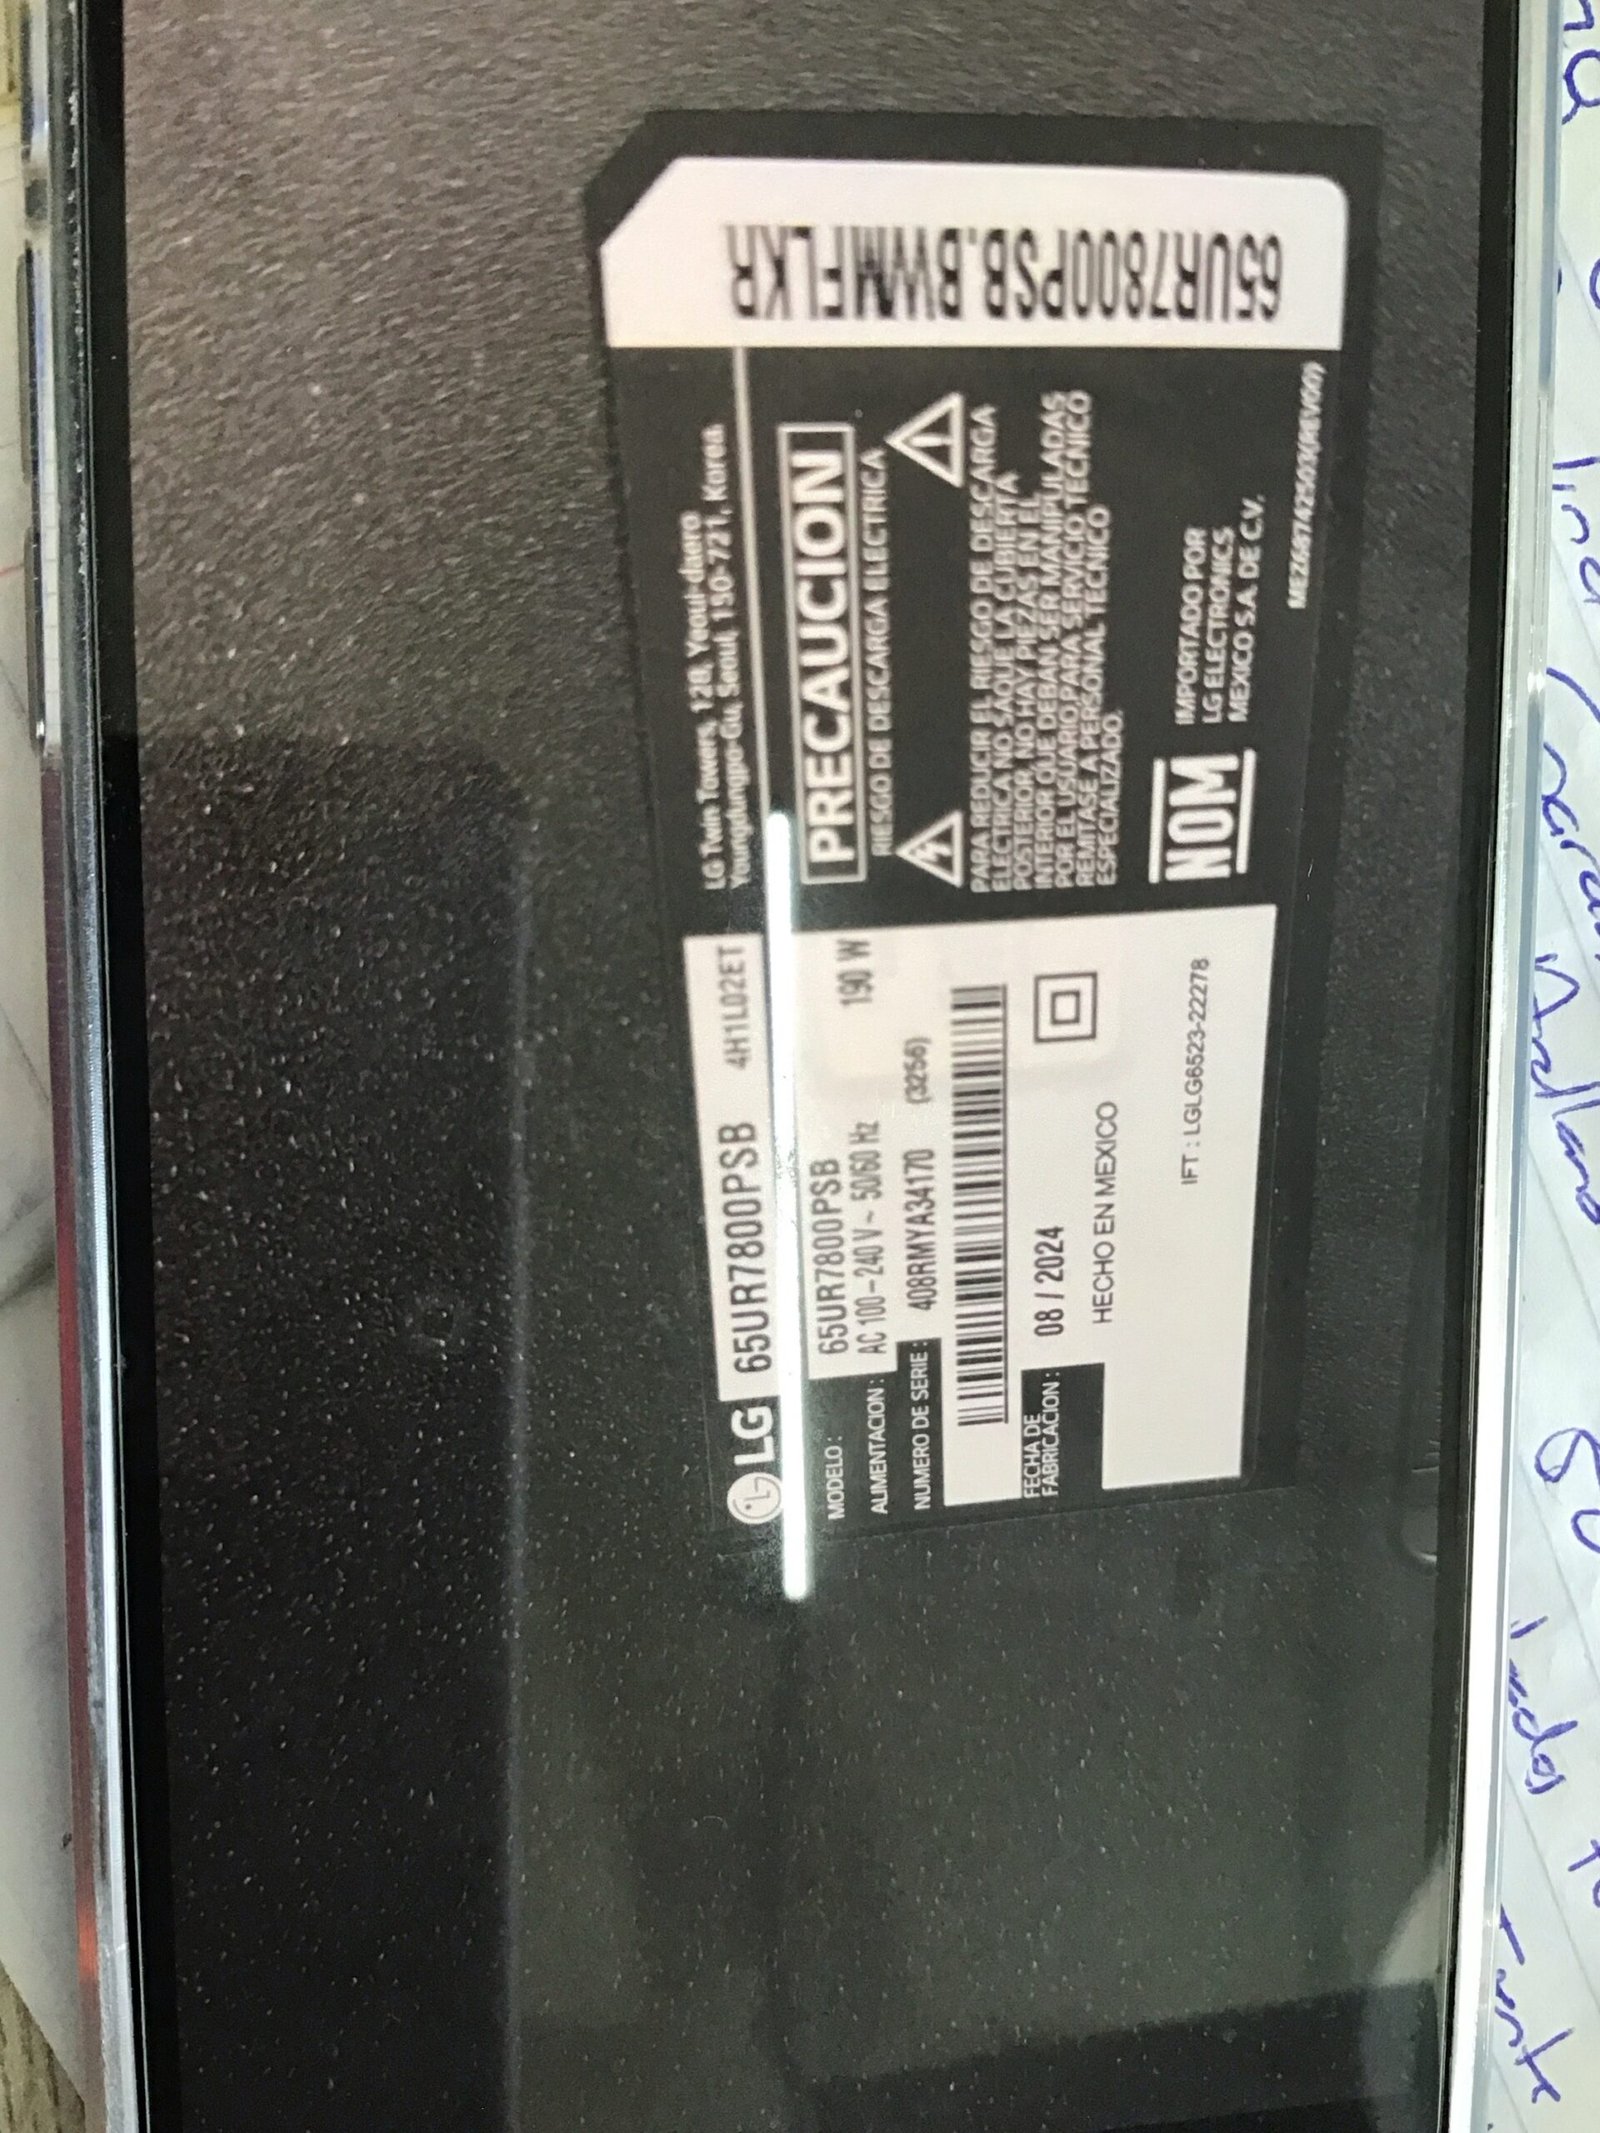 LG 65UR7800PSB 4H1L02ET
MODELO : 65UR7800PSB
ALIMENTACION : AC 100-240 V ~ 50/60 Hz 190 W
NUMERO DE SERIE : 408RMYA34170 (3256)
FECHA DE
FABRICACION : 08 / 2024
HECHO EN MEXICO
IFT : LGLG6523-22278
LG Twin Towers, 128, Yeoui-daero
Youngdungpo-Gu, Seoul, 150-721, Korea
PRECAUCION
RIESGO DE DESCARGA ELECTRICA
PARA REDUCIR EL RIESGO DE DESCARGA
ELECTRICA NO SAQUE LA CUBIERTA
POSTERIOR, NO HAY PIEZAS EN EL
INTERIOR QUE DEBAN SER MANIPULADAS
POR EL USUARIO, PARA SERVICIO TECNICO
REMITASE A PERSONAL TECNICO
ESPECIALIZADO.
NOM
IMPORTADO POR
LG ELECTRONICS
MEXICO S.A. DE C.V.
65UR7800PSB.BWMFLKR